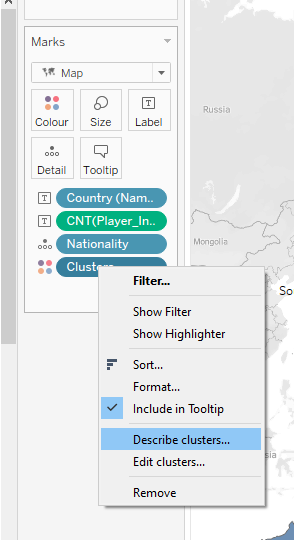 Marks
Map
Colour
Size
Label
Detail
Tooltip
Country (Nam..
CNT(Player_In..
Nationality
Clusters
Filter...
Show Filter
Show Highlighter
Sort...
Format...
Include in Tooltip
Describe clusters...
Edit clusters...
Remove
Russia
Mongolia
So